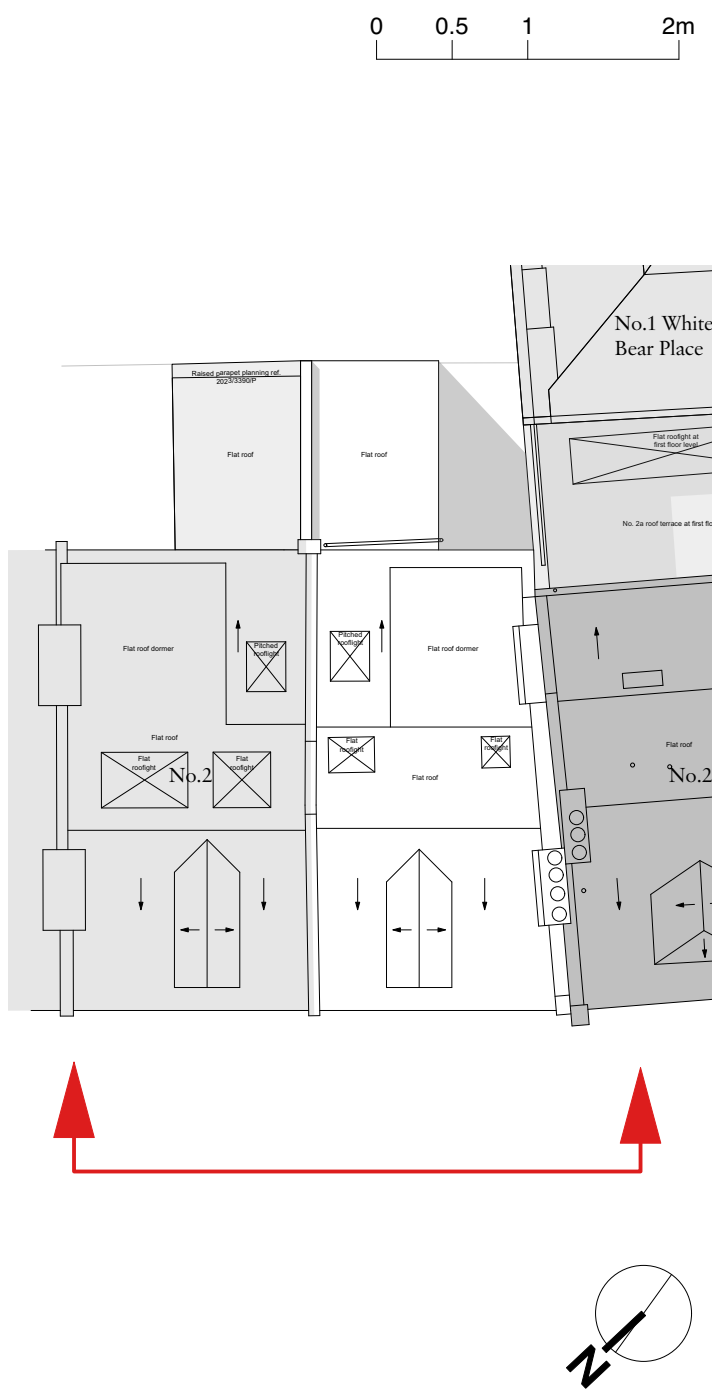 0 0.5 1 2m
No.1 White
Bear Place
Raised parapet planning ref.
2023/3390/P
Flat rooflight at
first floor level
Flat roof
Flat roof
No. 2a roof terrace at first flo
Pitched
rooflight
Pitched
rooflight
Flat roof dormer
Flat roof dormer
Flat roof
Flat
rooflight
Flat
rooflight
No.2
Flat
rooflight
Flat
rooflight
Flat roof
Flat roof
No.2
N